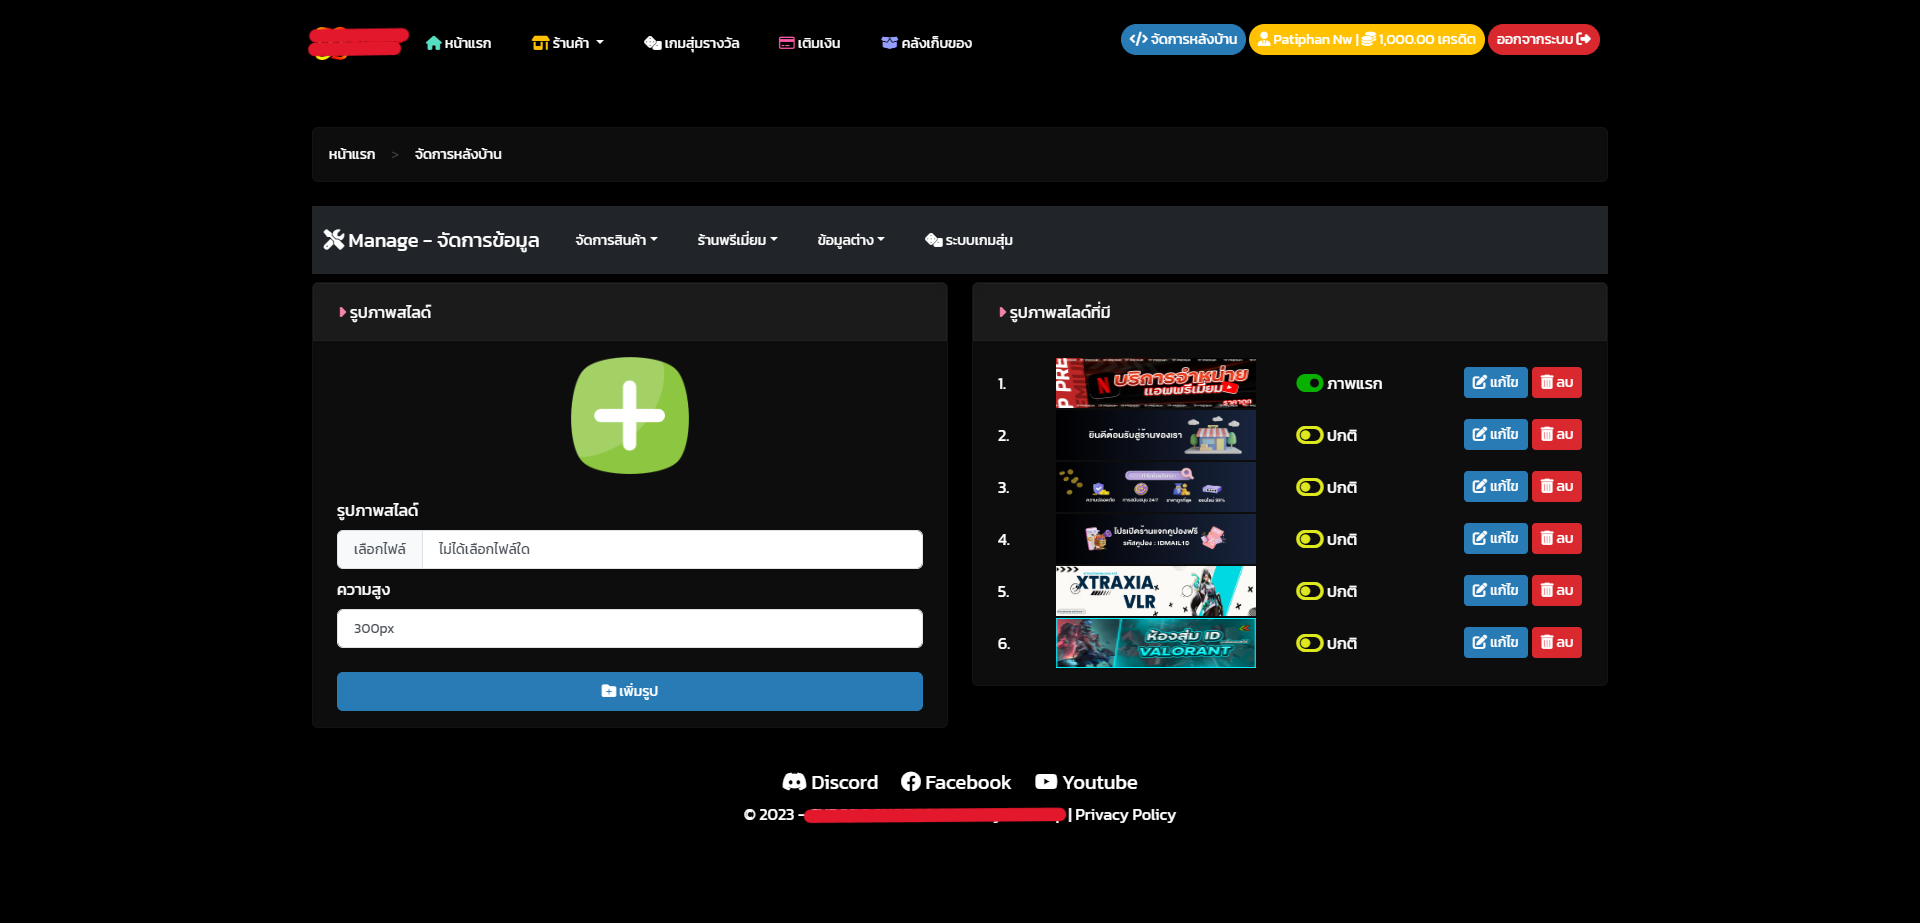 หน้าแรก ร้านค้า เกมสุ่มรางวัล เติมเงิน คลังเก็บของ </> จัดการหลังบ้าน Patiphan Nw | 1,000.00 เครดิต ออกจากระบบ
หน้าแรก > จัดการหลังบ้าน
Manage - จัดการข้อมูล จัดการสินค้า ร้านพรีเมี่ยม ข้อมูลต่าง ระบบเกมสุ่ม
รูปภาพสไลด์
รูปภาพสไลด์
เลือกไฟล์ ไม่ได้เลือกไฟล์ใด
ความสูง
300px
เพิ่มรูป
รูปภาพสไลด์ที่มี
1. บริการจำหน่าย
แอพพรีเมียม
ราคาถูก
ภาพแรก แก้ไข ลบ
2. ยินดีต้อนรับสู่ร้านของเรา ปกติ แก้ไข ลบ
3. ปกติ แก้ไข ลบ
4. โปรเปิดร้านแจกคูปองฟรี
รหัสคูปอง : IDMAIL10
ปกติ แก้ไข ลบ
5. XTRAXIA
VLR
ปกติ แก้ไข ลบ
6. ห้องสุ่ม ID
VALORANT
ปกติ แก้ไข ลบ
Discord Facebook Youtube
© 2023 - | Privacy Policy